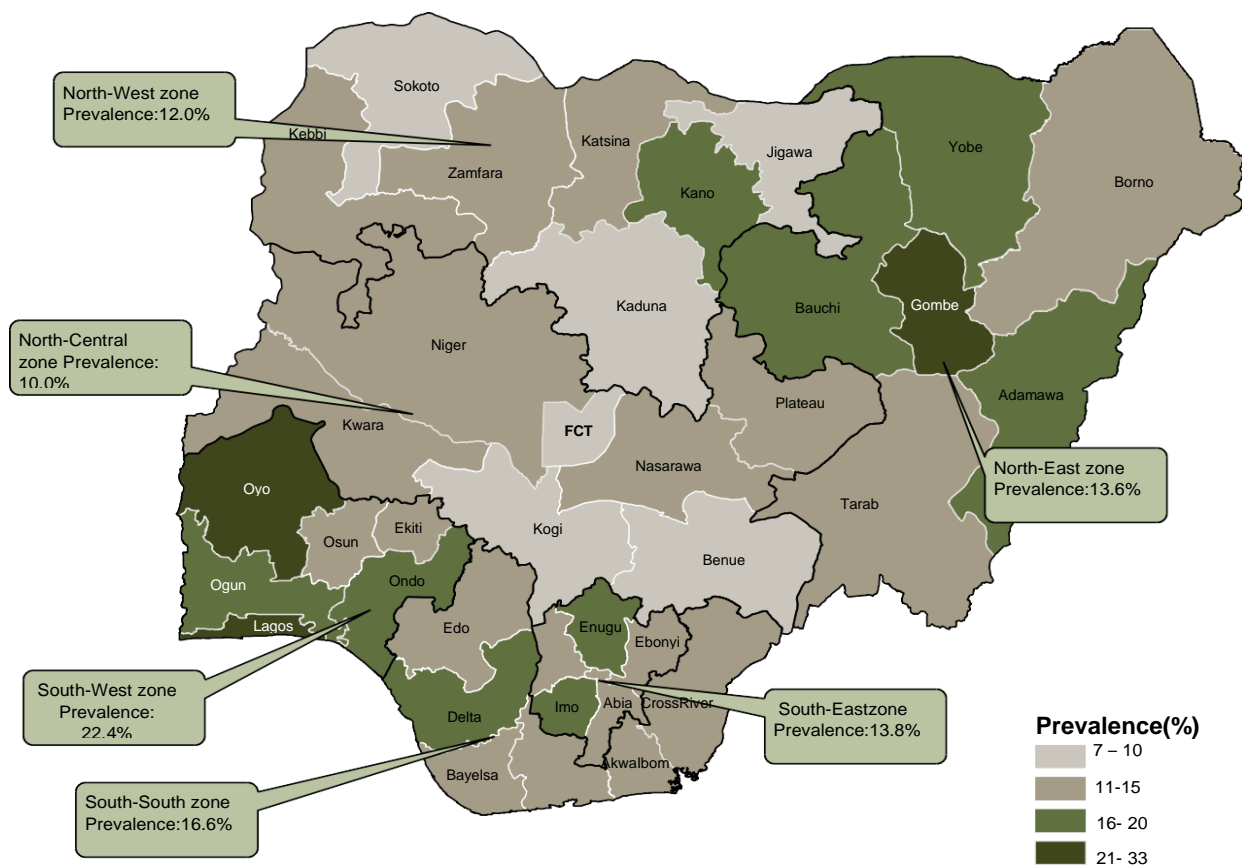 Sokoto
North-West zone
Prevalence:12.0%
Kebbi
Katsina
Zamfara
Jigawa
Yobe
Kano
Borno
Kaduna
Bauchi
Gombe
North-Central
zone Prevalence:
10.0%
Niger
Plateau
Adamawa
Kwara
FCT
Nasarawa
North-East zone
Prevalence:13.6%
Tarab
Oyo
Kogi
Benue
Osun
Ekiti
Ogun
Ondo
Lagos
Edo
Enugu
Ebonyi
South-West zone
Prevalence:
22.4%
Delta
Imo
Abia
CrossRiver
South-Eastzone
Prevalence:13.8%
Bayelsa
Akwalbom
South-South zone
Prevalence:16.6%
Prevalence(%)
7 – 10
11-15
16- 20
21- 33